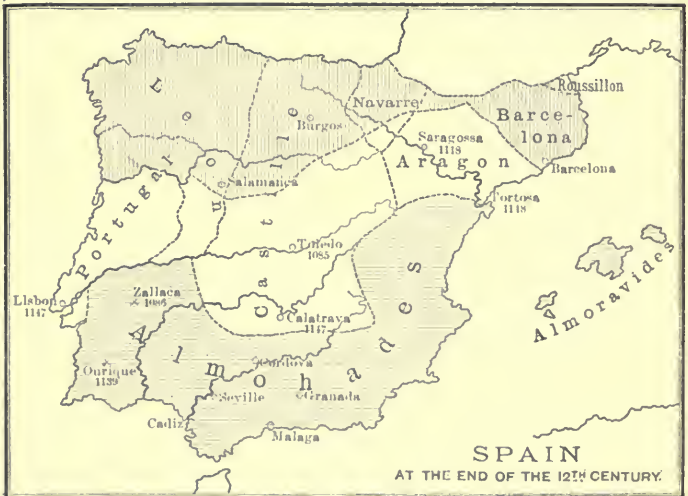 Leon
Castille
Navarre
Roussillon
Barce-
lona
Burgos
Saragossa
1118
Aragon
Barcelona
Portugal
Salamanca
Tortosa
1148
Toledo
1085
Lisbon
1147
Zallaca
1086
Calatrava
1147
Almoravides
Almohades
Ourique
1139
Cordova
Seville
Granada
Cadiz
Malaga
SPAIN
AT THE END OF THE 12TH CENTURY.